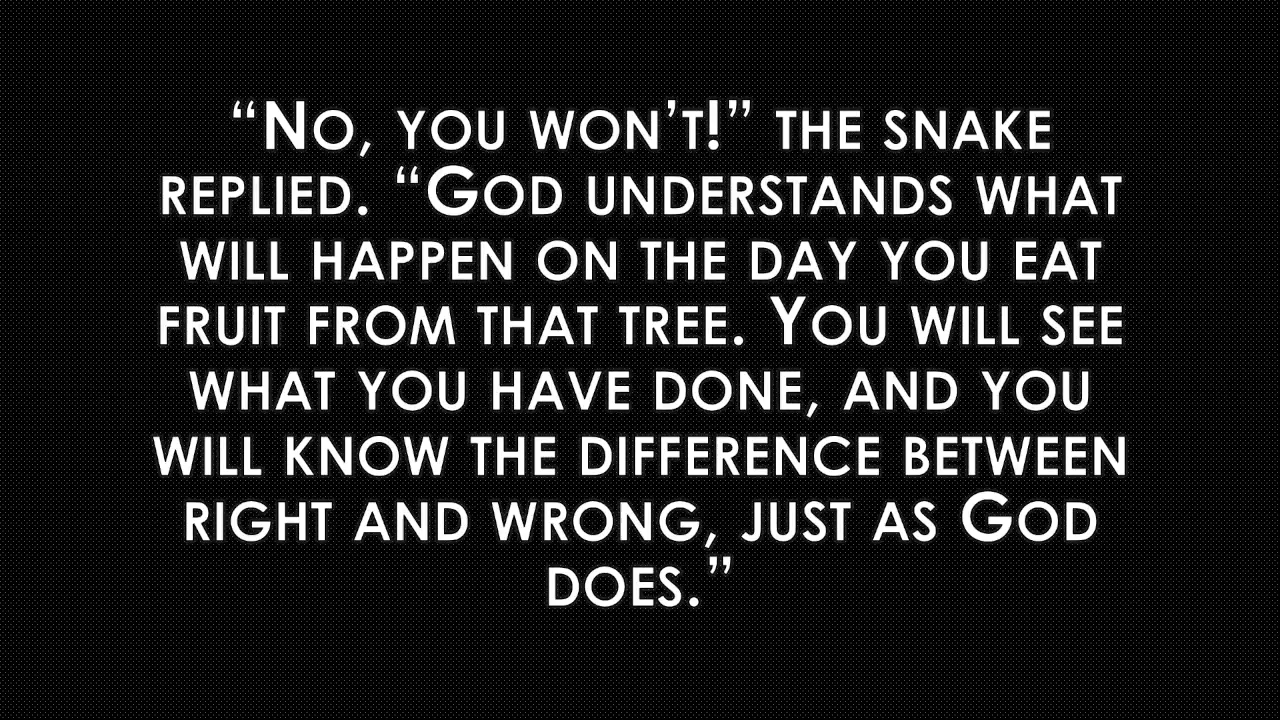 “No, you won’t!” the snake
replied. “God understands what
will happen on the day you eat
fruit from that tree. You will see
what you have done, and you
will know the difference between
right and wrong, just as God
does.”